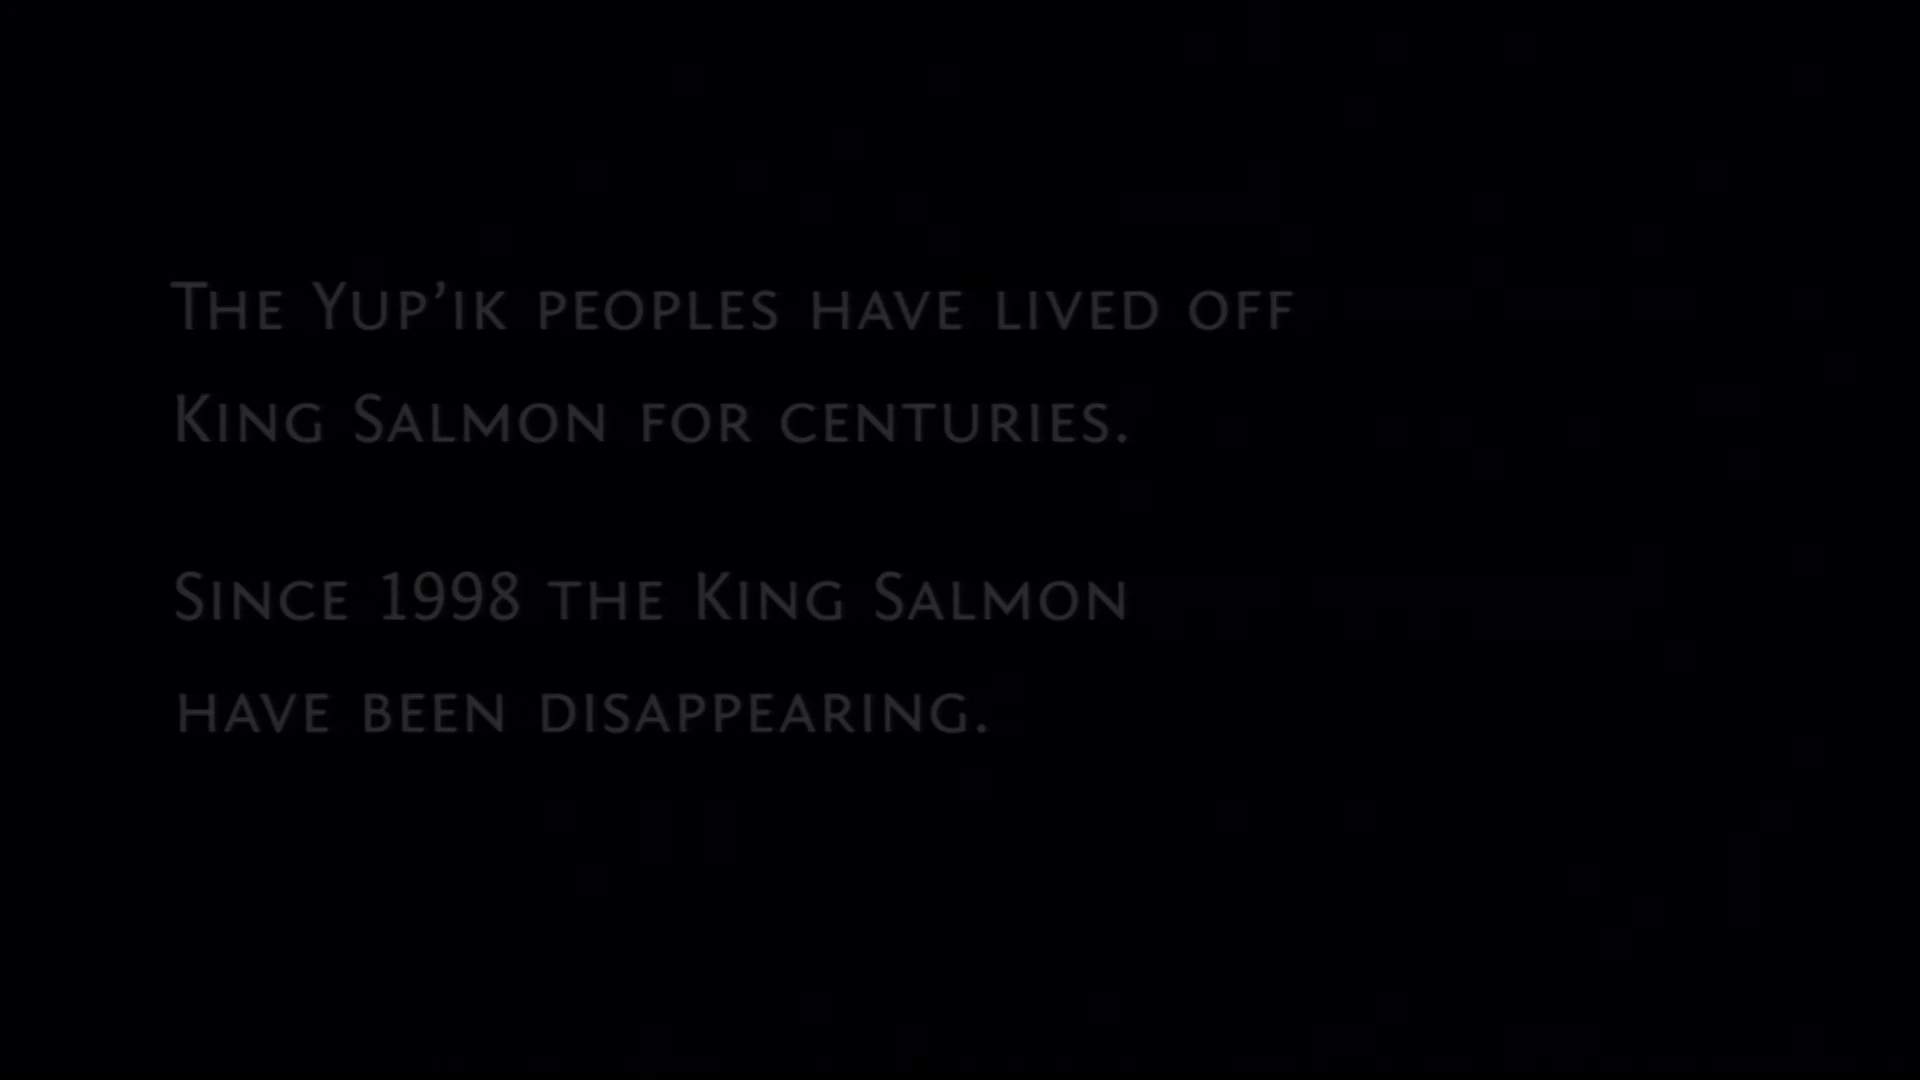 The Yup’ik peoples have lived off
King Salmon for centuries.
Since 1998 the King Salmon
have been disappearing.